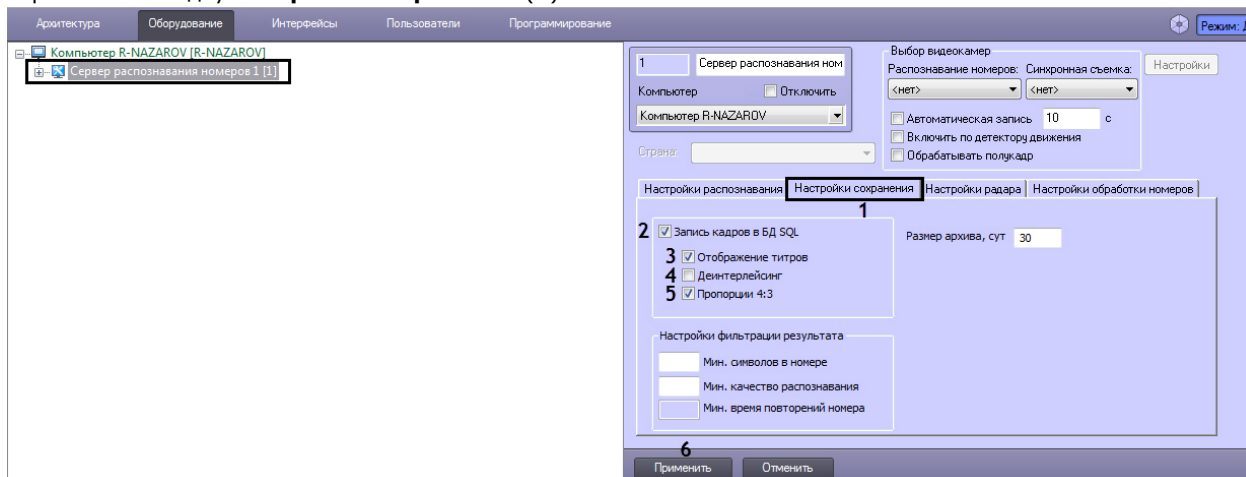 Архитектура Оборудование Интерфейсы Пользователи Программирование Режим:
Компьютер R-NAZAROV [R-NAZAROV]
Сервер распознавания номеров 1 [1]
1 Сервер распознавания ном
Компьютер Отключить
Компьютер R-NAZAROV
Страна:
Выбор видеокамер
Распознавание номеров: Синхронная съемка:
<нет> <нет>
Настройки
Автоматическая запись 10 с
Включить по детектору движения
Обрабатывать полукадр
Настройки распознавания Настройки сохранения Настройки радара Настройки обработки номеров
1
2 Запись кадров в БД SQL
3 Отображение титров
4 Деинтерлейсинг
5 Пропорции 4:3
Размер архива, сут 30
Настройки фильтрации результата
Мин. символов в номере
Мин. качество распознавания
Мин. время повторений номера
6
Применить Отменить